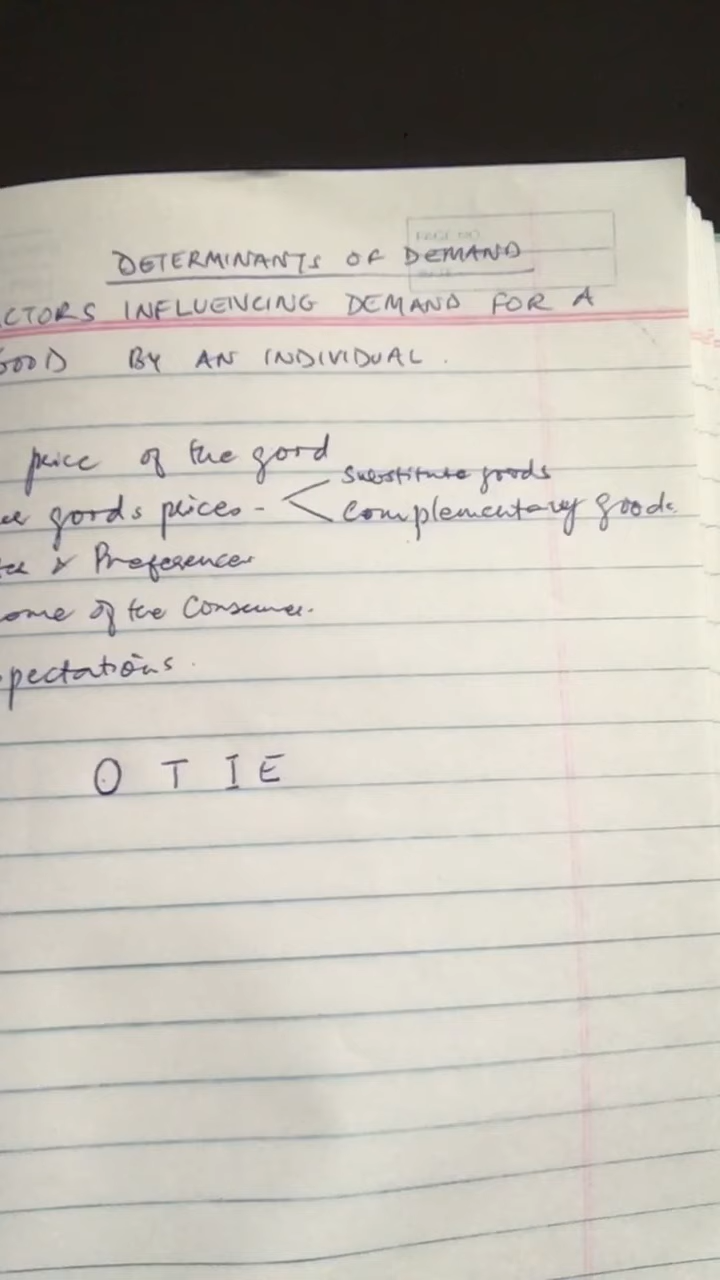 DETERMINANTS OF DEMAND
CTORS INFLUENCING DEMAND FOR A
OOD BY AN INDIVIDUAL.
price of the good
goods prices - < Substitute goods
Complementary goods.
& Preferences
ome of the Consumer.
pectations.
O T I E